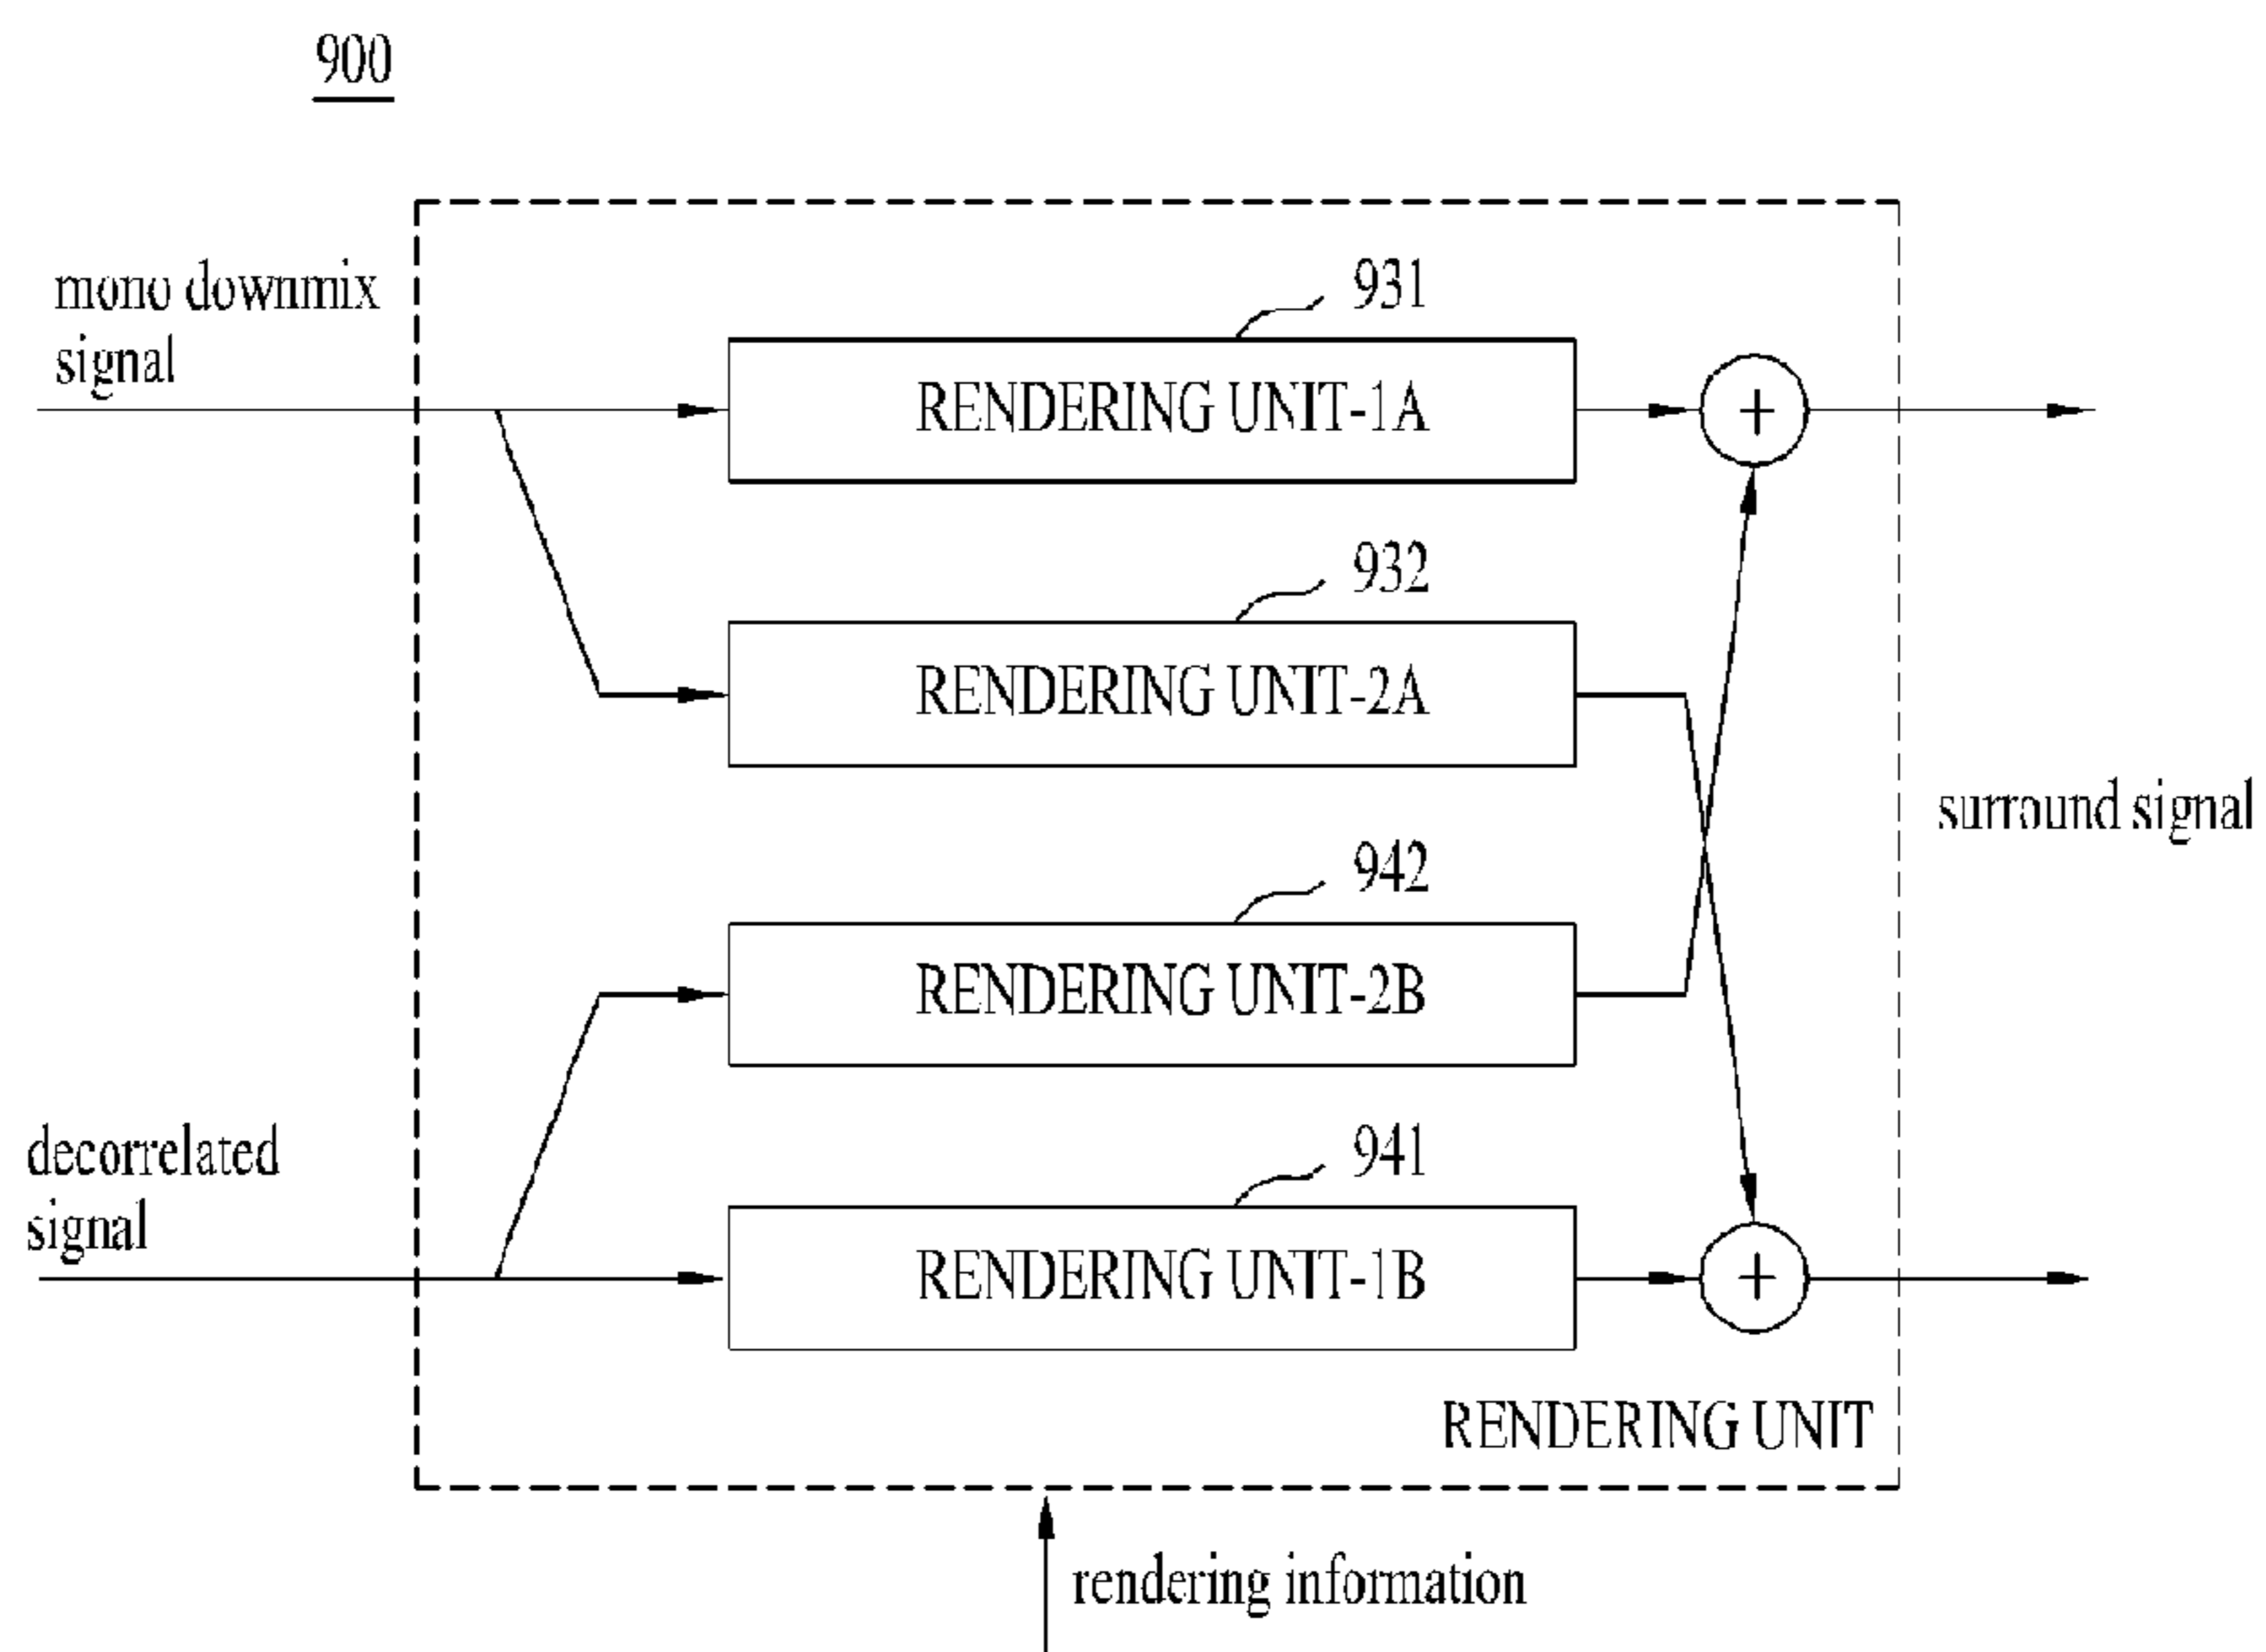 900
mono downmix
signal
931
RENDERING UNIT-1A
+
932
RENDERING UNIT-2A
surround signal
942
RENDERING UNIT-2B
decorrelated
signal
941
RENDERING UNIT-1B
+
RENDERING UNIT
rendering information